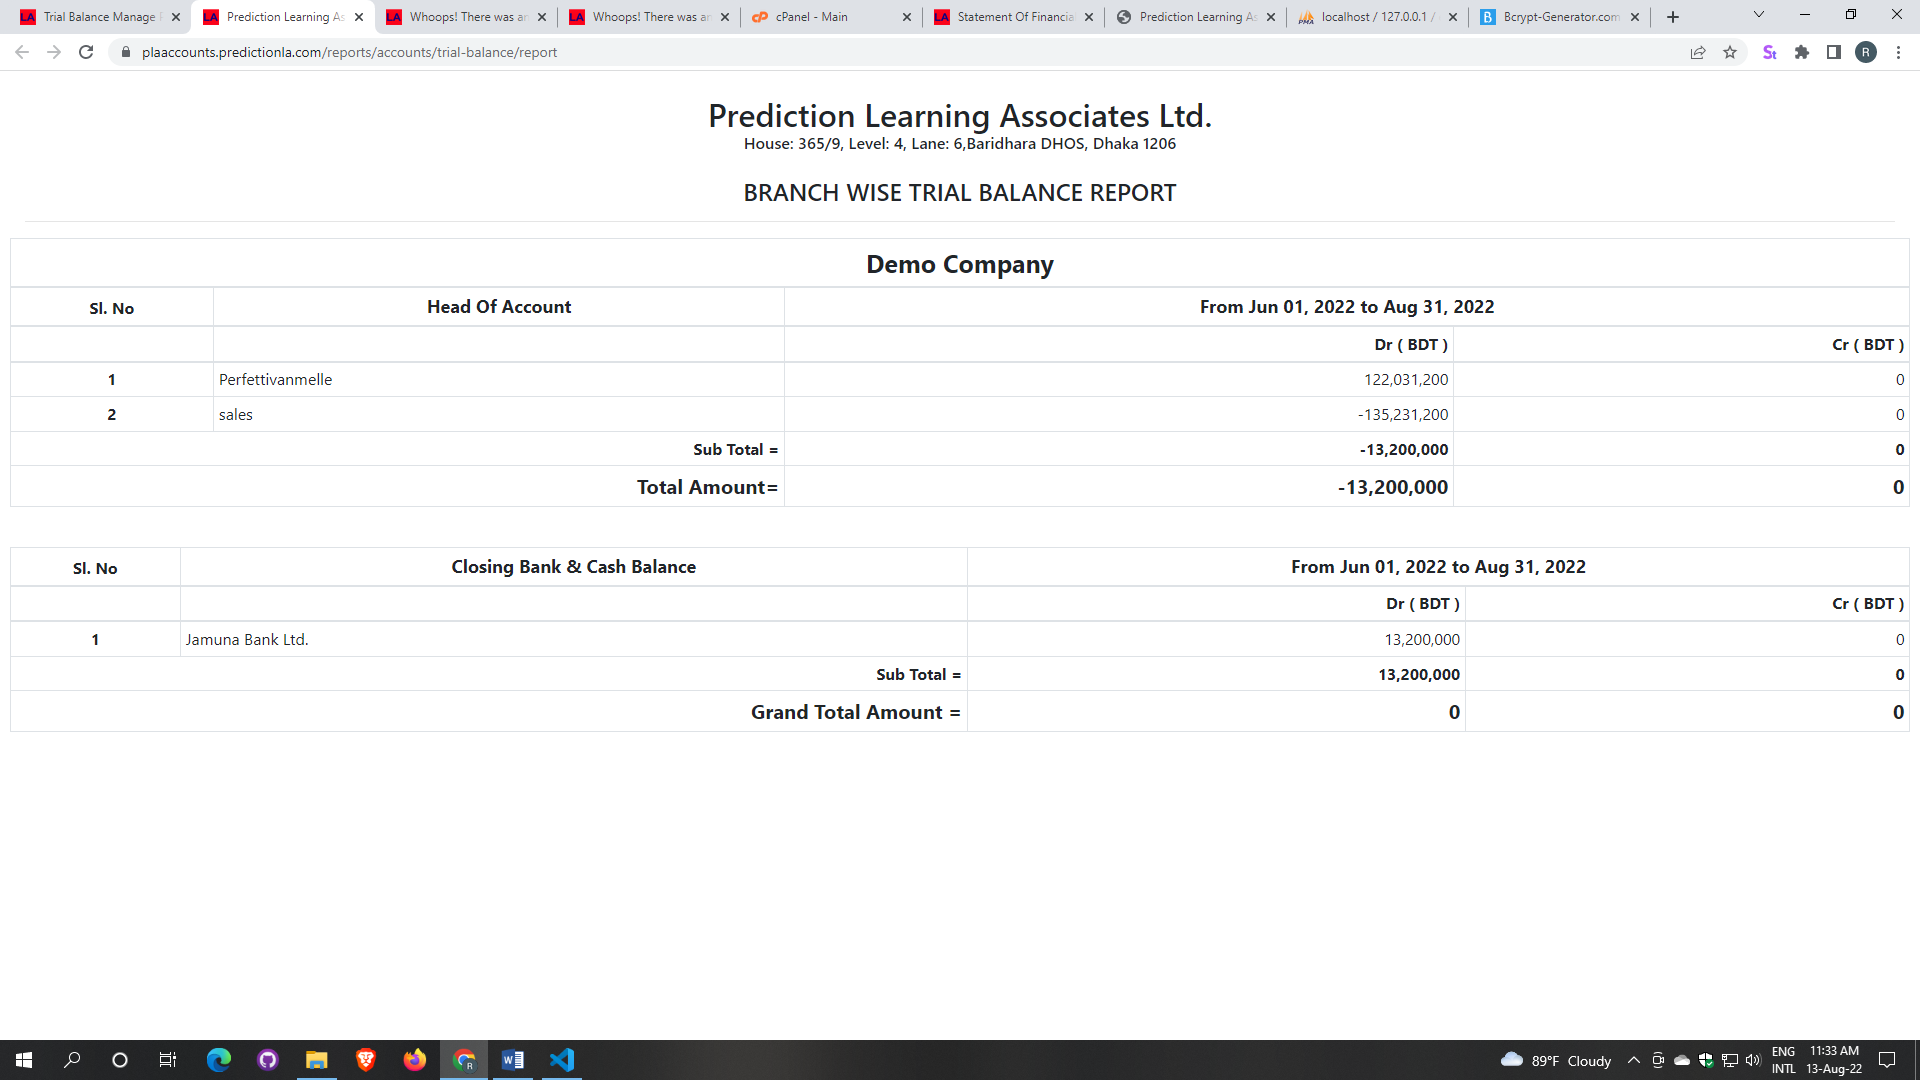 Trial Balance Manage
Prediction Learning As
Whoops! There was an
Whoops! There was an
cPanel - Main
Statement Of Financial
Prediction Learning As
localhost / 127.0.0.1 /
Bcrypt-Generator.com
plaaccounts.predictionla.com/reports/accounts/trial-balance/report
Prediction Learning Associates Ltd.
House: 365/9, Level: 4, Lane: 6,Baridhara DHOS, Dhaka 1206
BRANCH WISE TRIAL BALANCE REPORT
Demo Company
Sl. No Head Of Account From Jun 01, 2022 to Aug 31, 2022
Dr ( BDT ) Cr ( BDT )
1 Perfettivanmelle 122,031,200 0
2 sales -135,231,200 0
Sub Total = -13,200,000 0
Total Amount= -13,200,000 0
Sl. No Closing Bank & Cash Balance From Jun 01, 2022 to Aug 31, 2022
Dr ( BDT ) Cr ( BDT )
1 Jamuna Bank Ltd. 13,200,000 0
Sub Total = 13,200,000 0
Grand Total Amount = 0 0
89°F Cloudy
ENG
INTL
11:33 AM
13-Aug-22